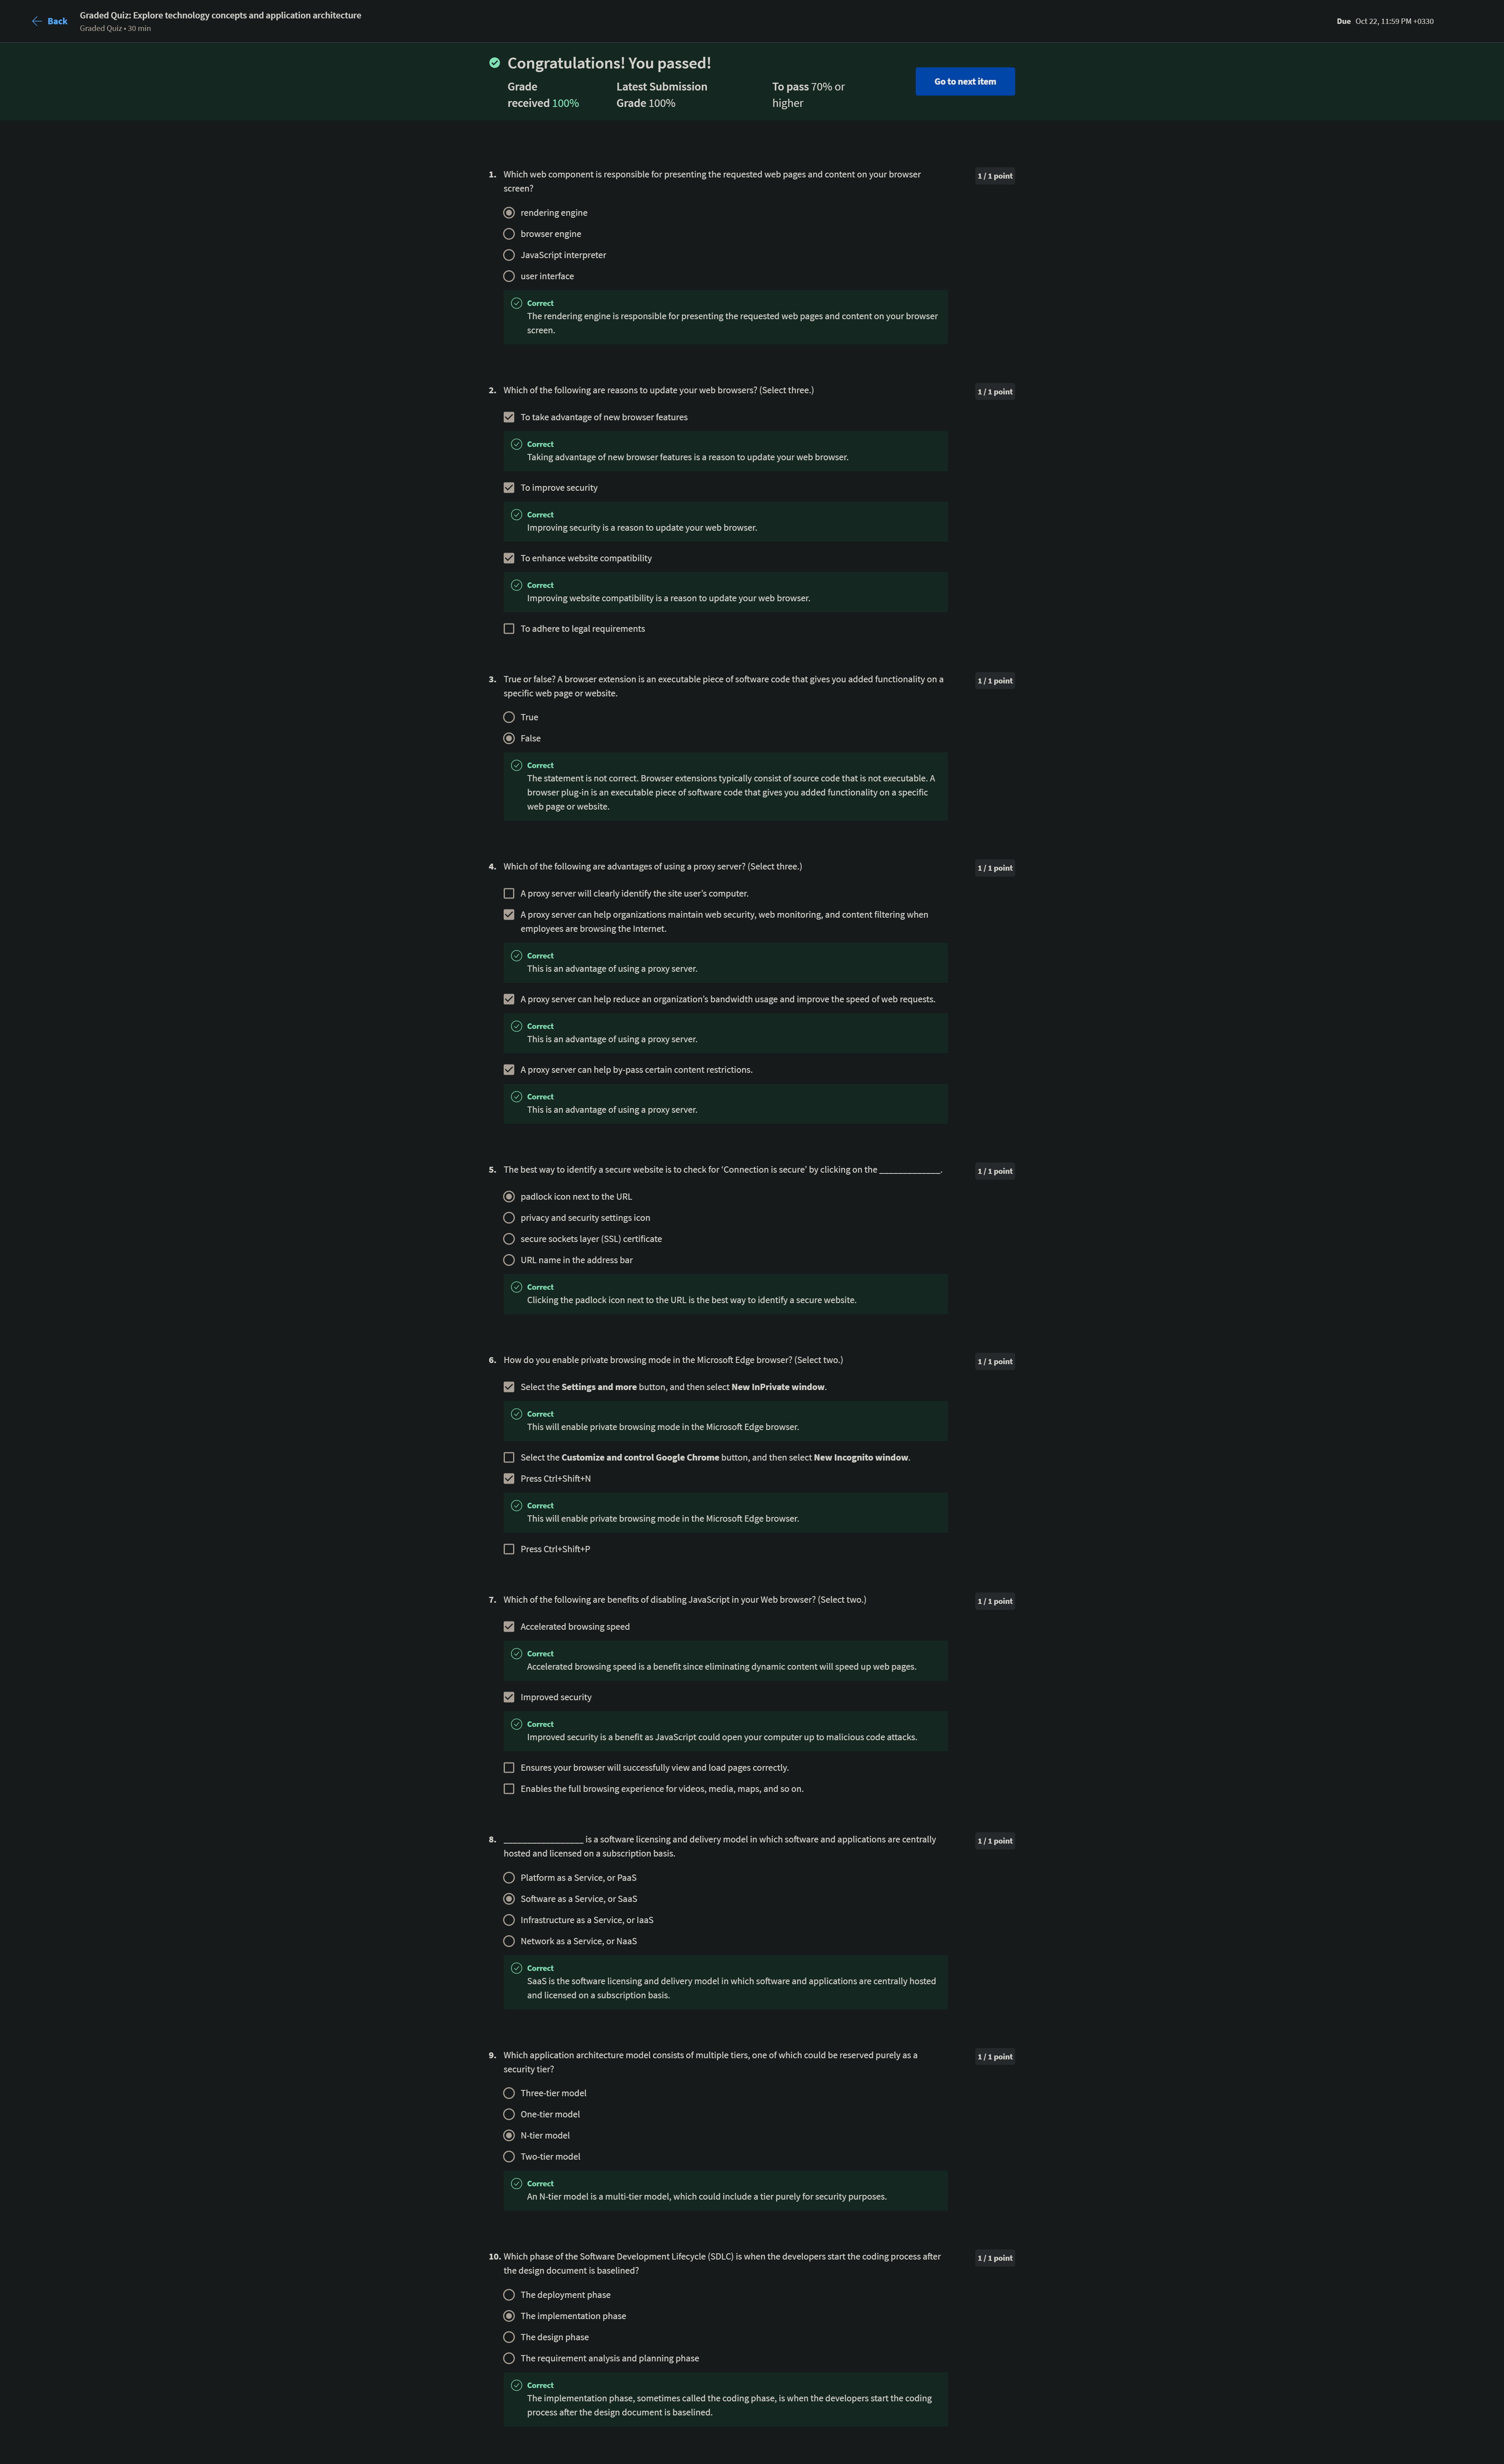 Back
Graded Quiz: Explore technology concepts and application architecture
Graded Quiz • 30 min
Due Oct 22, 11:59 PM +0330
Congratulations! You passed!
Grade received 100%
Latest Submission Grade 100%
To pass 70% or higher
Go to next item
1. Which web component is responsible for presenting the requested web pages and content on your browser
screen?
1 / 1 point
rendering engine
browser engine
JavaScript interpreter
user interface
Correct
The rendering engine is responsible for presenting the requested web pages and content on your browser
screen.
2. Which of the following are reasons to update your web browsers? (Select three.)
1 / 1 point
To take advantage of new browser features
Correct
Taking advantage of new browser features is a reason to update your web browser.
To improve security
Correct
Improving security is a reason to update your web browser.
To enhance website compatibility
Correct
Improving website compatibility is a reason to update your web browser.
To adhere to legal requirements
3. True or false? A browser extension is an executable piece of software code that gives you added functionality on a
specific web page or website.
1 / 1 point
True
False
Correct
The statement is not correct. Browser extensions typically consist of source code that is not executable. A
browser plug-in is an executable piece of software code that gives you added functionality on a specific
web page or website.
4. Which of the following are advantages of using a proxy server? (Select three.)
1 / 1 point
A proxy server will clearly identify the site user’s computer.
A proxy server can help organizations maintain web security, web monitoring, and content filtering when
employees are browsing the Internet.
Correct
This is an advantage of using a proxy server.
A proxy server can help reduce an organization’s bandwidth usage and improve the speed of web requests.
Correct
This is an advantage of using a proxy server.
A proxy server can help by-pass certain content restrictions.
Correct
This is an advantage of using a proxy server.
5. The best way to identify a secure website is to check for ‘Connection is secure’ by clicking on the _____________.
1 / 1 point
padlock icon next to the URL
privacy and security settings icon
secure sockets layer (SSL) certificate
URL name in the address bar
Correct
Clicking the padlock icon next to the URL is the best way to identify a secure website.
6. How do you enable private browsing mode in the Microsoft Edge browser? (Select two.)
1 / 1 point
Select the Settings and more button, and then select New InPrivate window.
Correct
This will enable private browsing mode in the Microsoft Edge browser.
Select the Customize and control Google Chrome button, and then select New Incognito window.
Press Ctrl+Shift+N
Correct
This will enable private browsing mode in the Microsoft Edge browser.
Press Ctrl+Shift+P
7. Which of the following are benefits of disabling JavaScript in your Web browser? (Select two.)
1 / 1 point
Accelerated browsing speed
Correct
Accelerated browsing speed is a benefit since eliminating dynamic content will speed up web pages.
Improved security
Correct
Improved security is a benefit as JavaScript could open your computer up to malicious code attacks.
Ensures your browser will successfully view and load pages correctly.
Enables the full browsing experience for videos, media, maps, and so on.
8. _________________ is a software licensing and delivery model in which software and applications are centrally
hosted and licensed on a subscription basis.
1 / 1 point
Platform as a Service, or PaaS
Software as a Service, or SaaS
Infrastructure as a Service, or IaaS
Network as a Service, or NaaS
Correct
SaaS is the software licensing and delivery model in which software and applications are centrally hosted
and licensed on a subscription basis.
9. Which application architecture model consists of multiple tiers, one of which could be reserved purely as a
security tier?
1 / 1 point
Three-tier model
One-tier model
N-tier model
Two-tier model
Correct
An N-tier model is a multi-tier model, which could include a tier purely for security purposes.
10. Which phase of the Software Development Lifecycle (SDLC) is when the developers start the coding process after
the design document is baselined?
1 / 1 point
The deployment phase
The implementation phase
The design phase
The requirement analysis and planning phase
Correct
The implementation phase, sometimes called the coding phase, is when the developers start the coding
process after the design document is baselined.